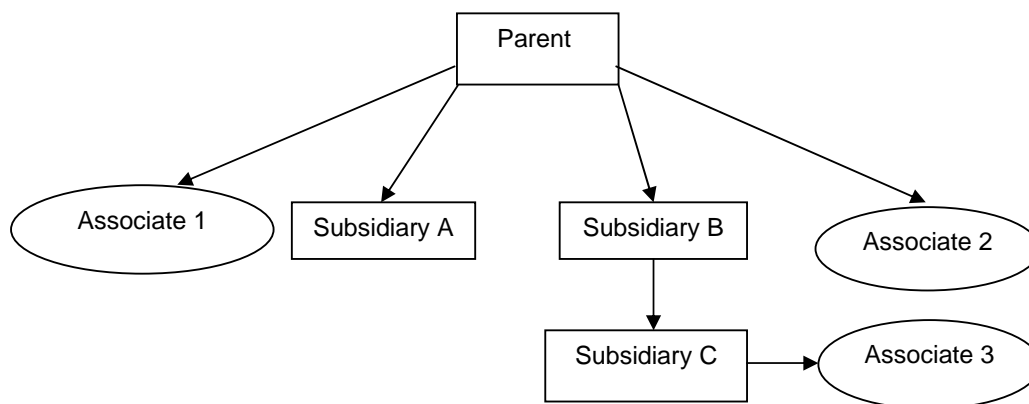 Parent
Associate 1
Subsidiary A
Subsidiary B
Associate 2
Subsidiary C
Associate 3